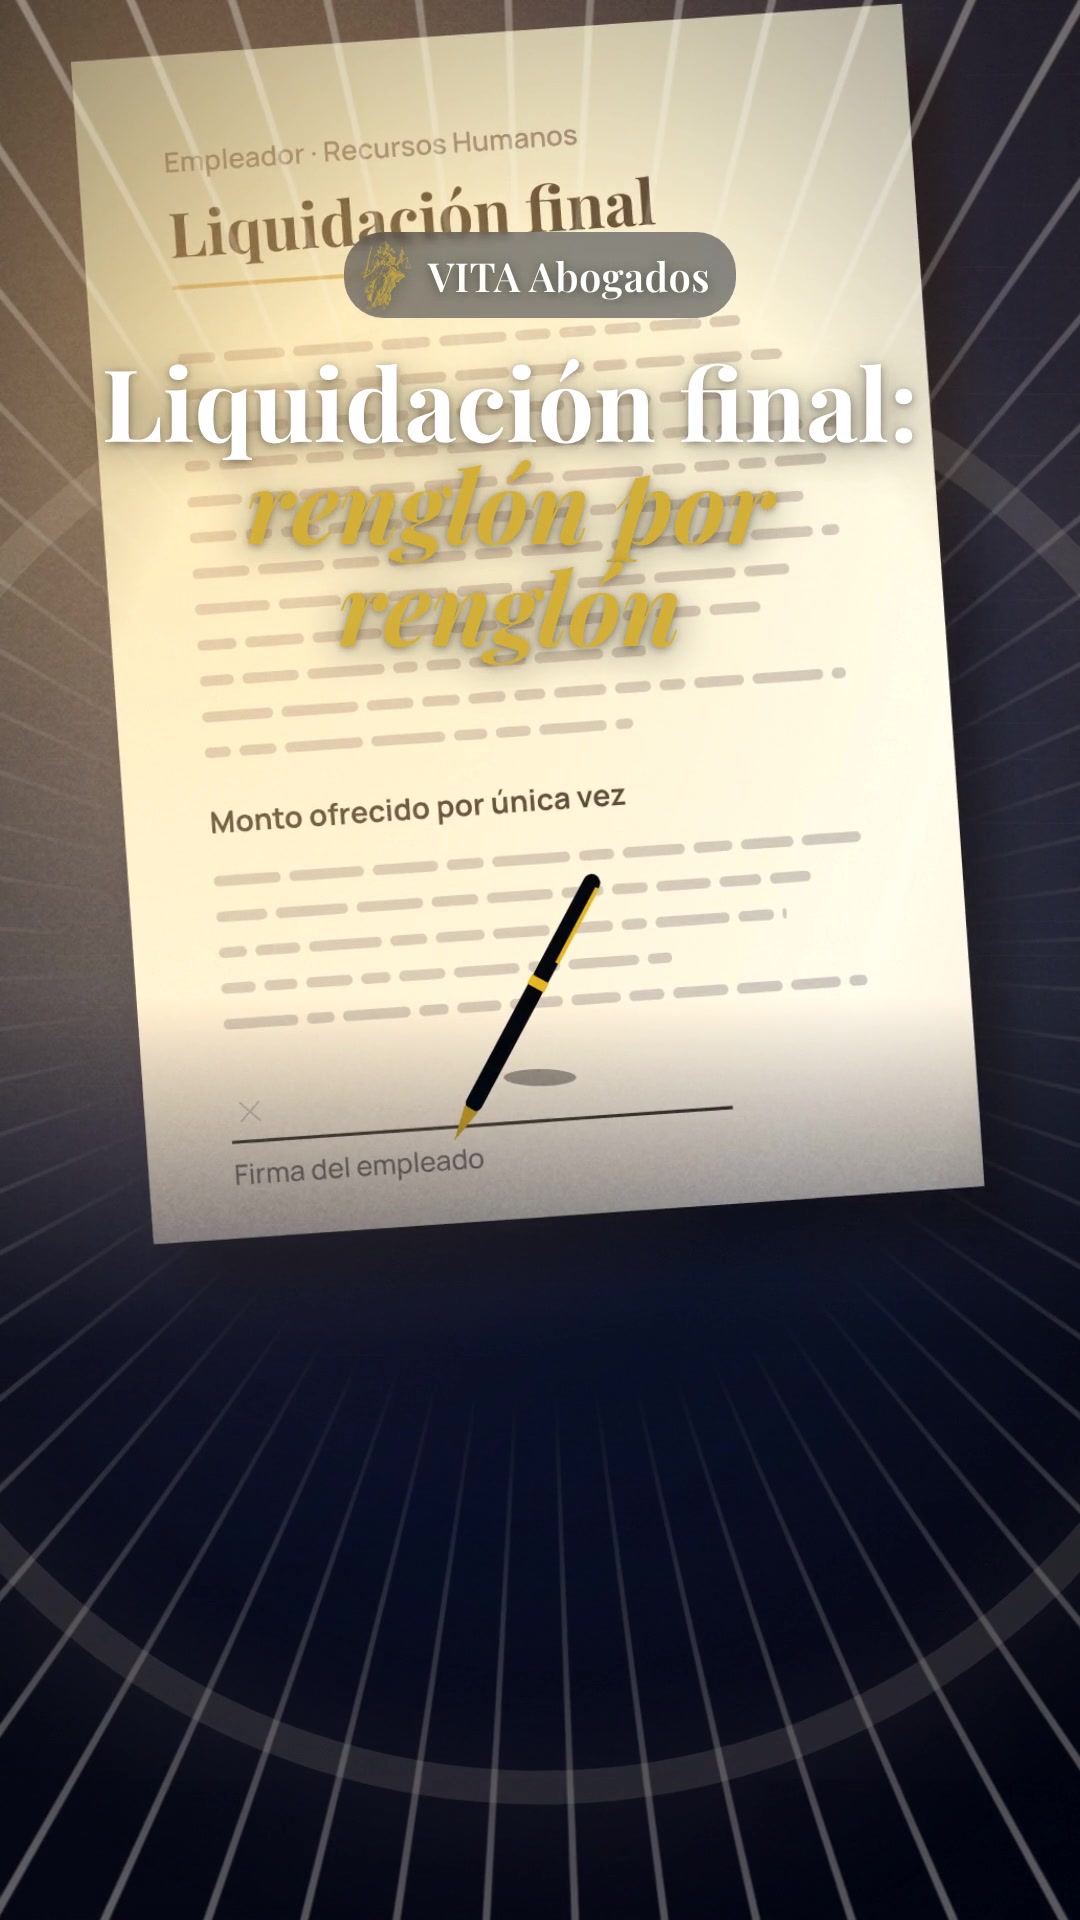 Empleador · Recursos Humanos
Liquidación final
VITA Abogados
Liquidación final:
renglón por
renglón
Monto ofrecido por única vez
Firma del empleado